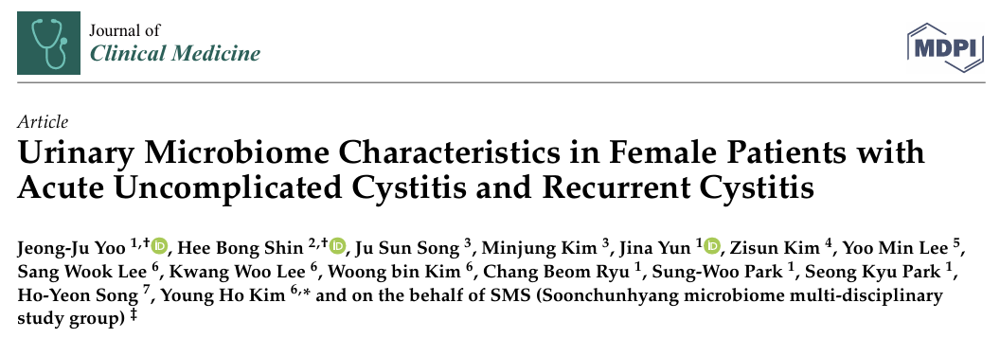 Journal of
Clinical Medicine
MDPI
Article
Urinary Microbiome Characteristics in Female Patients with
Acute Uncomplicated Cystitis and Recurrent Cystitis
Jeong-Ju Yoo 1,† iD, Hee Bong Shin 2,† iD, Ju Sun Song 3, Minjung Kim 3, Jina Yun 1 iD, Zisun Kim 4, Yoo Min Lee 5,
Sang Wook Lee 6, Kwang Woo Lee 6, Woong bin Kim 6, Chang Beom Ryu 1, Sung-Woo Park 1, Seong Kyu Park 1,
Ho-Yeon Song 7, Young Ho Kim 6,* and on the behalf of SMS (Soonchunhyang microbiome multi-disciplinary
study group) ‡